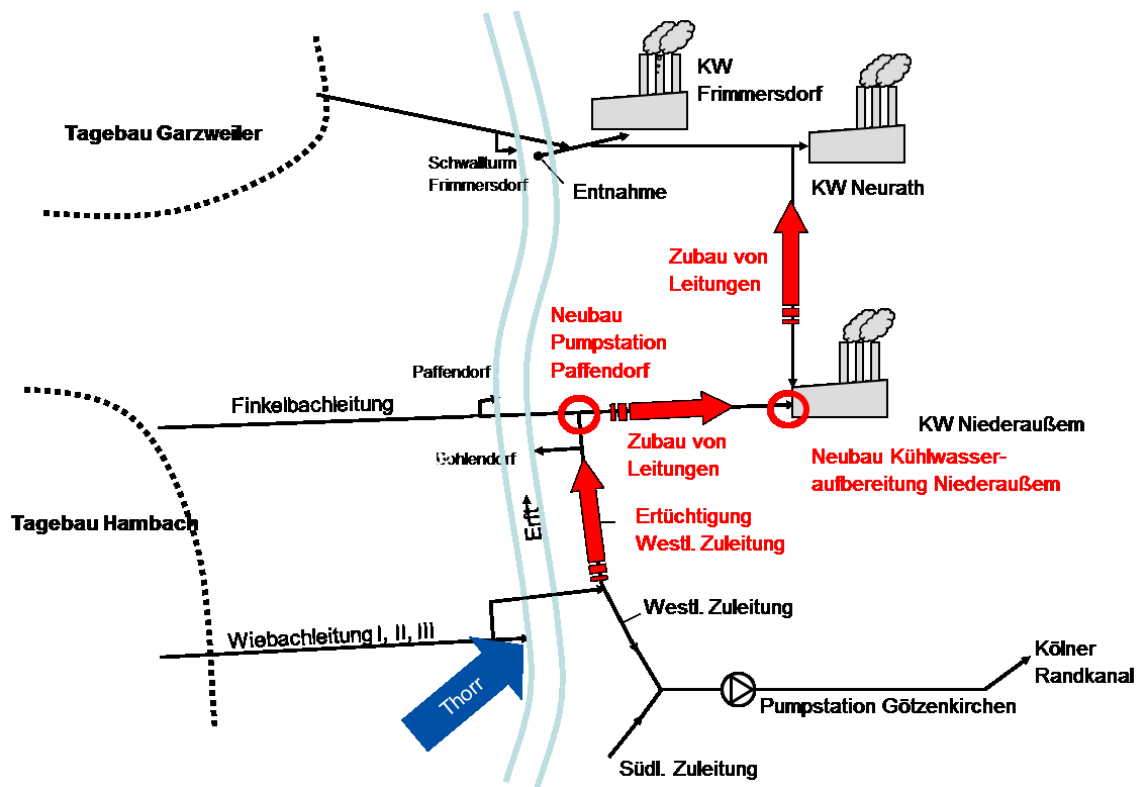 KW
Frimmersdorf
Tagebau Garzweiler
Schwallturm
Frimmersdorf
Entnahme
KW Neurath
Zubau von
Leitungen
Neubau
Pumpstation
Paffendorf
Paffendorf
Finkelbachleitung
KW Niederaußem
Zubau von
Leitungen
Neubau Kühlwasser-
aufbereitung Niederaußem
Bohlendorf
Tagebau Hambach
Erft
Ertüchtigung
Westl. Zuleitung
Westl. Zuleitung
Wiebachleitung I, II, III
Thorr
Kölner
Randkanal
Pumpstation Götzenkirchen
Südl. Zuleitung